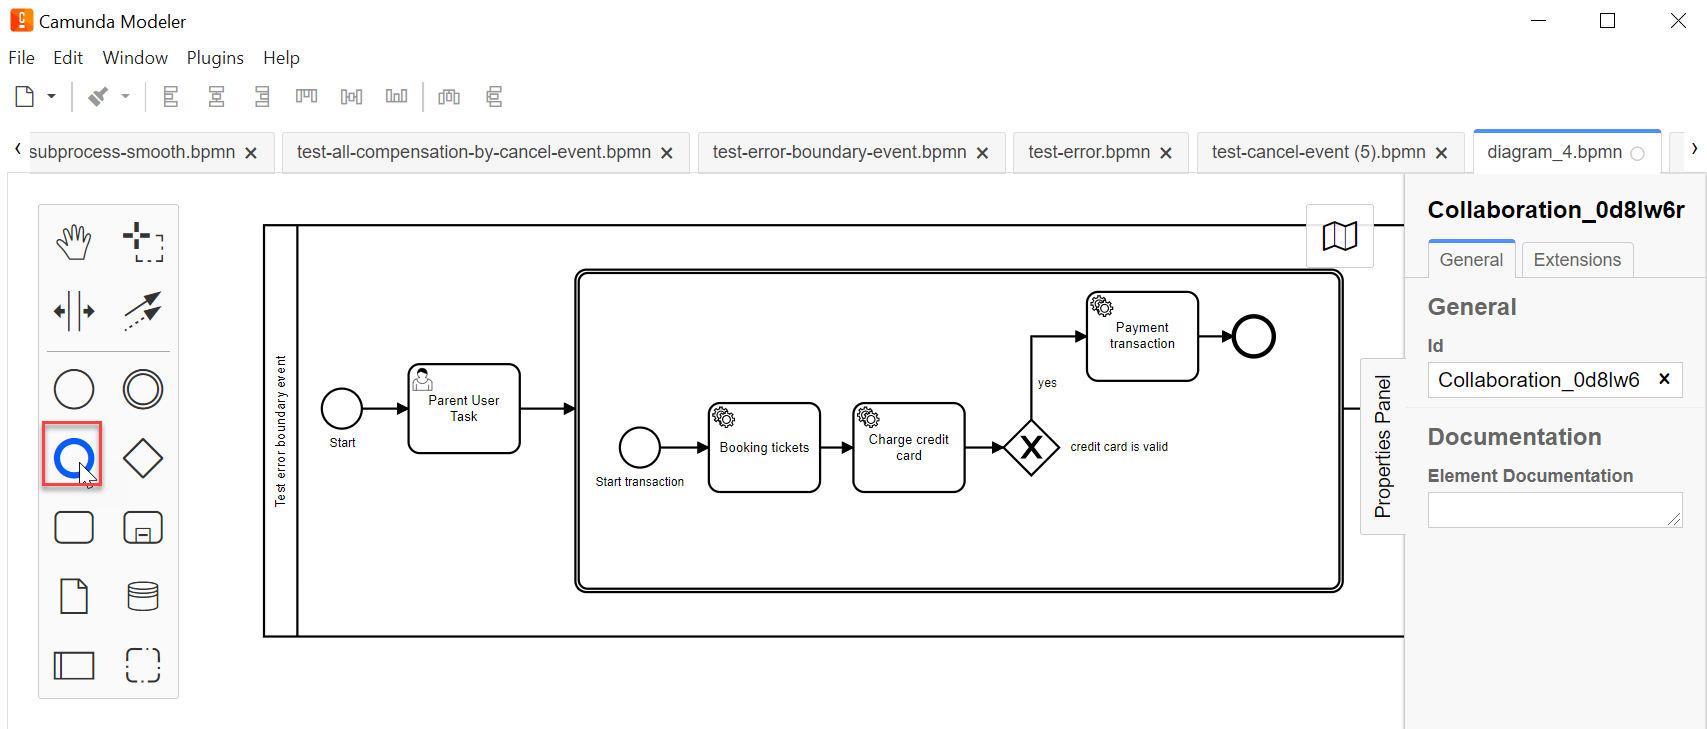 Camunda Modeler
File Edit Window Plugins Help
subprocess-smooth.bpmn
test-all-compensation-by-cancel-event.bpmn
test-error-boundary-event.bpmn
test-error.bpmn
test-cancel-event (5).bpmn
diagram_4.bpmn
Test error boundary event
Start
Parent User
Task
Start transaction
Booking tickets
Charge credit
card
yes
credit card is valid
Payment
transaction
Properties Panel
Collaboration_0d8lw6r
General
Extensions
General
Id
Collaboration_0d8lw6
Documentation
Element Documentation